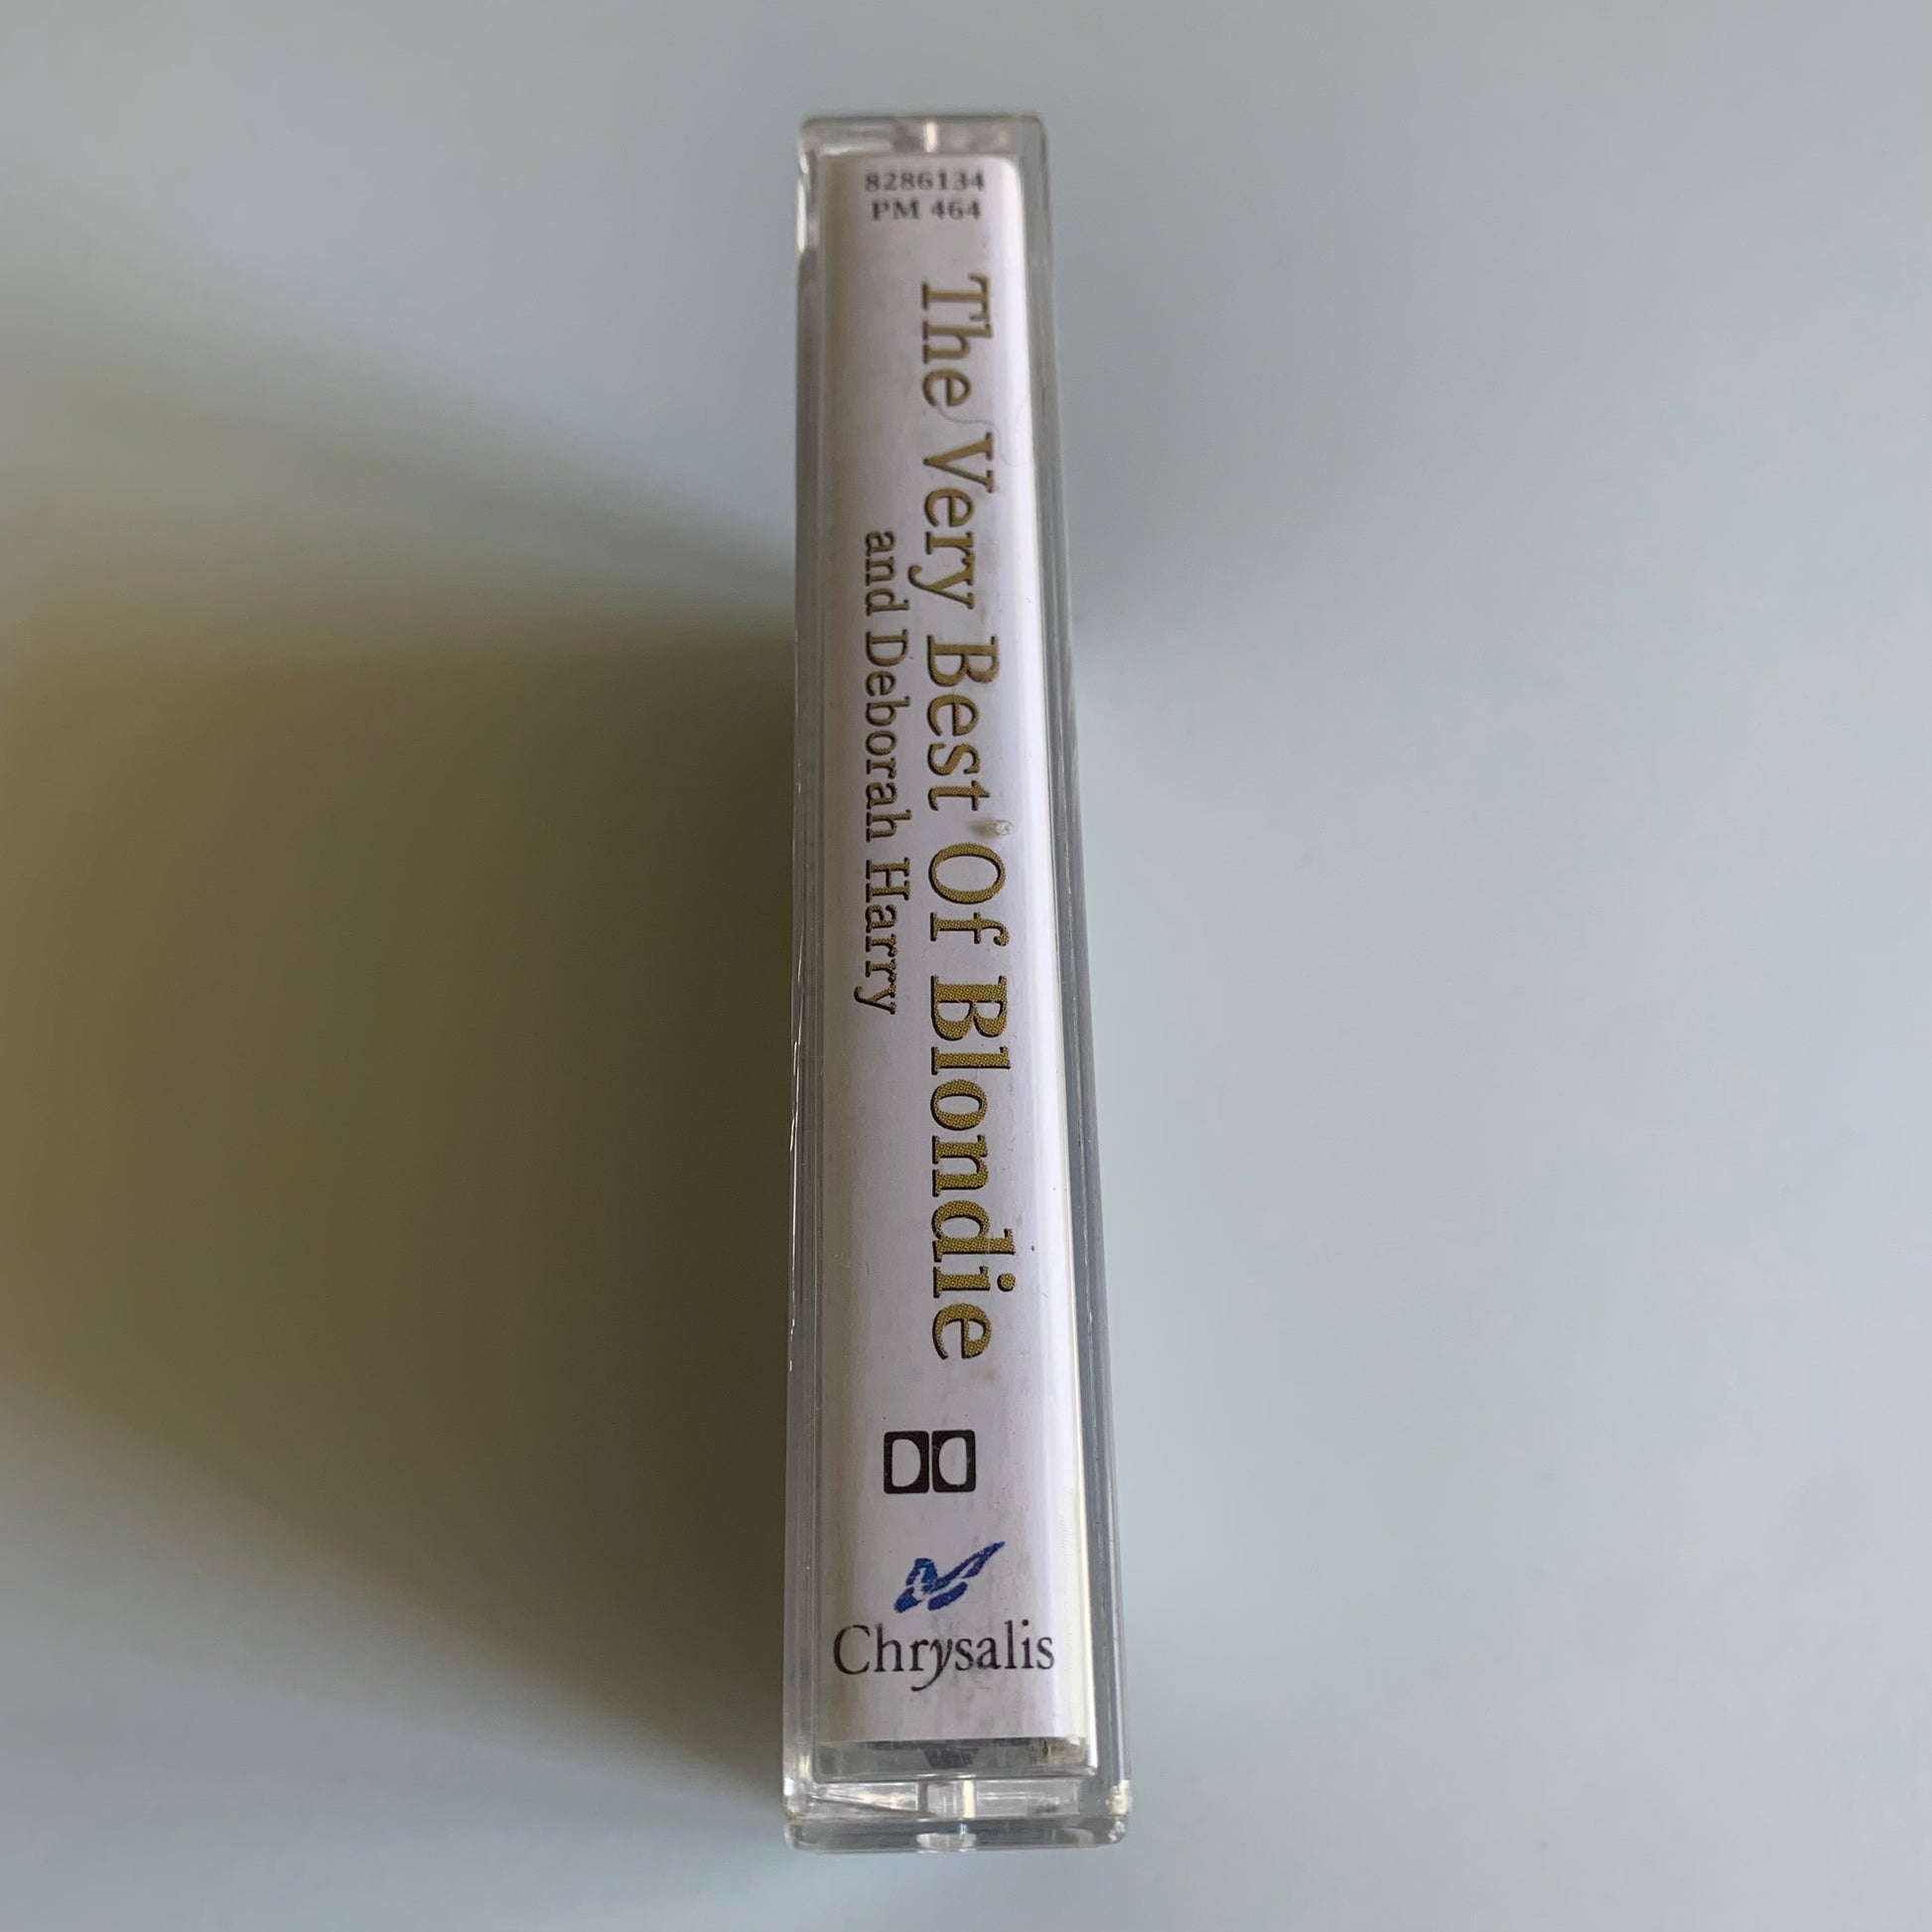 8286134
PM 464
The Very Best Of Blondie
and Deborah Harry
Chrysalis